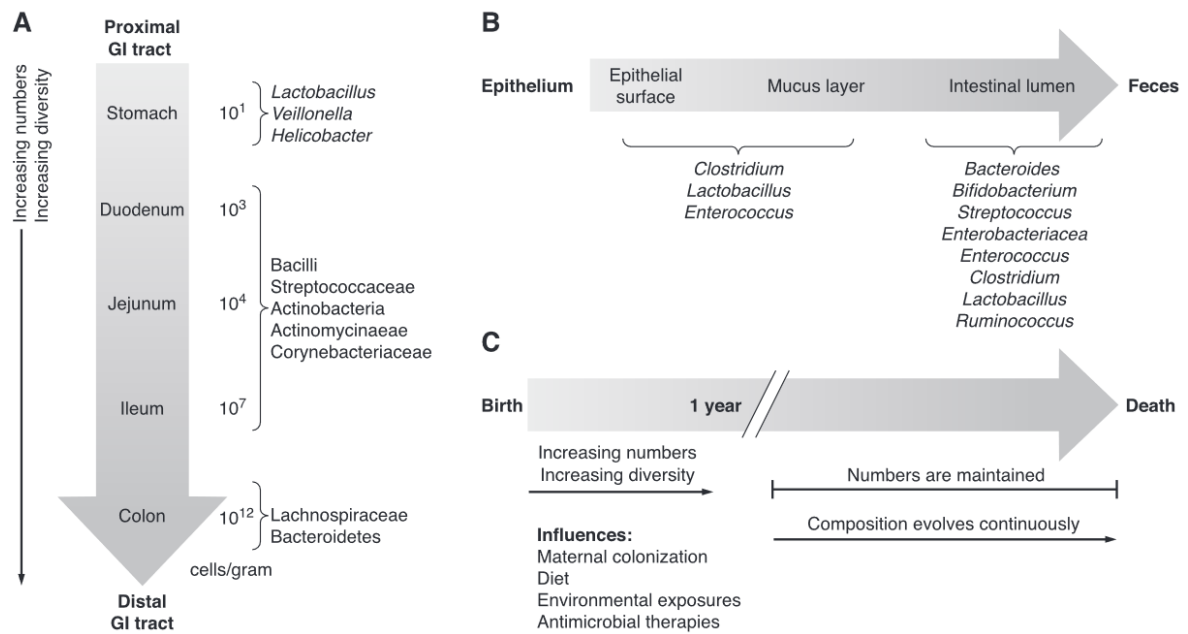 A
Proximal
GI tract
Increasing numbers
Increasing diversity
Stomach
10¹
Lactobacillus
Veillonella
Helicobacter
Duodenum
10³
Jejunum
10⁴
Bacilli
Streptococcaceae
Actinobacteria
Actinomycinaeae
Corynebacteriaceae
Ileum
10⁷
Colon
10¹²
Lachnospiraceae
Bacteroidetes
cells/gram
Distal
GI tract
B
Epithelium
Epithelial
surface
Mucus layer
Intestinal lumen
Feces
Clostridium
Lactobacillus
Enterococcus
Bacteroides
Bifidobacterium
Streptococcus
Enterobacteriacea
Enterococcus
Clostridium
Lactobacillus
Ruminococcus
C
Birth
1 year
Death
Increasing numbers
Increasing diversity
Numbers are maintained
Composition evolves continuously
Influences:
Maternal colonization
Diet
Environmental exposures
Antimicrobial therapies